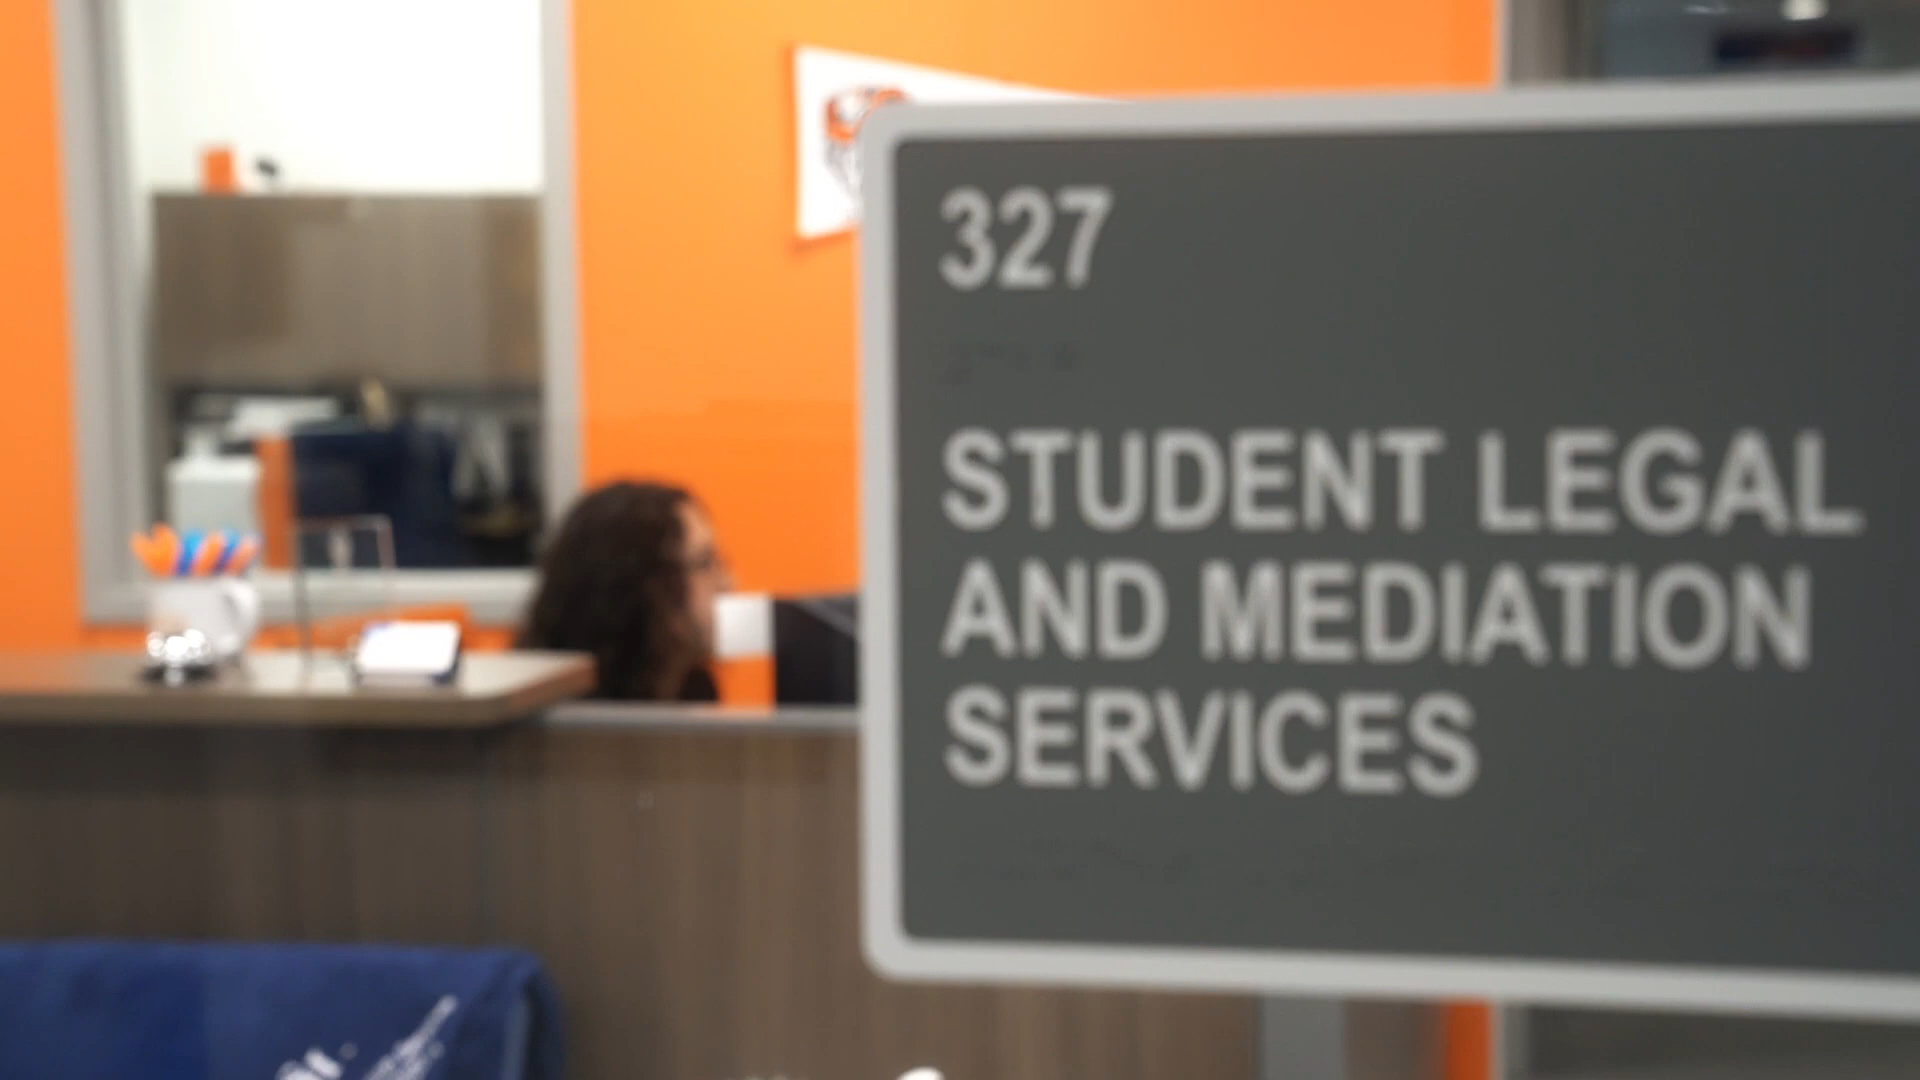 327
STUDENT LEGAL
AND MEDIATION
SERVICES